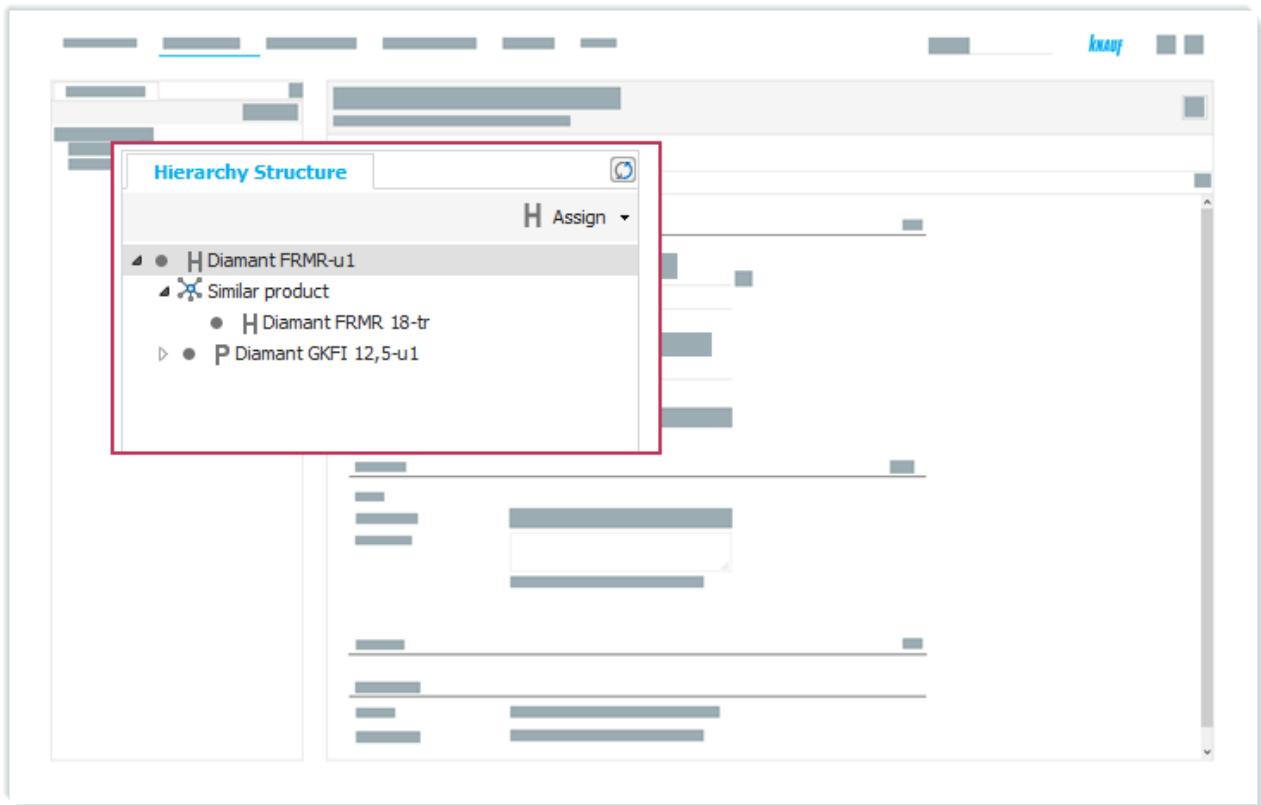 KNAUF
Hierarchy Structure
H Assign
H Diamant FRMR-u1
Similar product
H Diamant FRMR 18-tr
P Diamant GKFI 12,5-u1